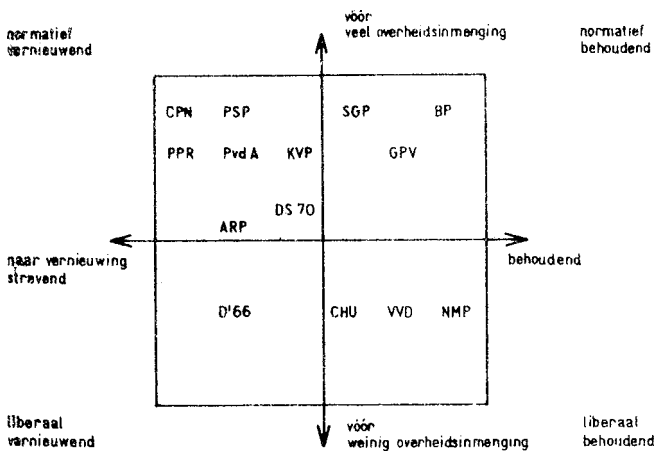 normatief
vernieuwend
vóór
veel overheidsinmenging
normatief
behoudend
CPN PSP SGP BP
PPR PvdA KVP GPV
DS 70
ARP
naar vernieuwing
strevend
behoudend
D'66 CHU VVD NMP
liberaal
vernieuwend
vóór
weinig overheidsinmenging
liberaal
behoudend